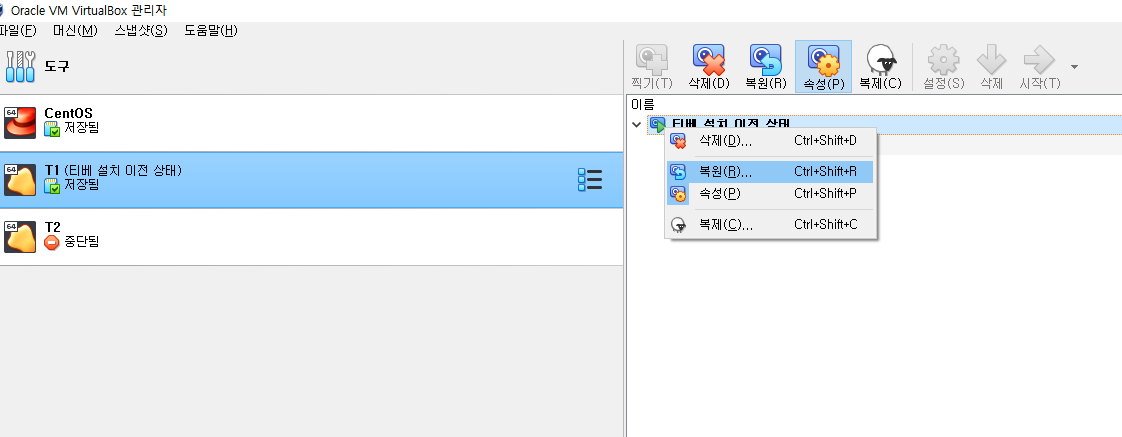 Oracle VM VirtualBox 관리자
파일(F) 머신(M) 스냅샷(S) 도움말(H)
도구
찍기(T) 삭제(D) 복원(R) 속성(P) 복제(C) 설정(S) 삭제 시작(T)
64 CentOS
저장됨
64 T1 (티베 설치 이전 상태)
저장됨
64 T2
중단됨
이름
티베 설치 이전 상태
삭제(D)... Ctrl+Shift+D
복원(R)... Ctrl+Shift+R
속성(P) Ctrl+Shift+P
복제(C)... Ctrl+Shift+C